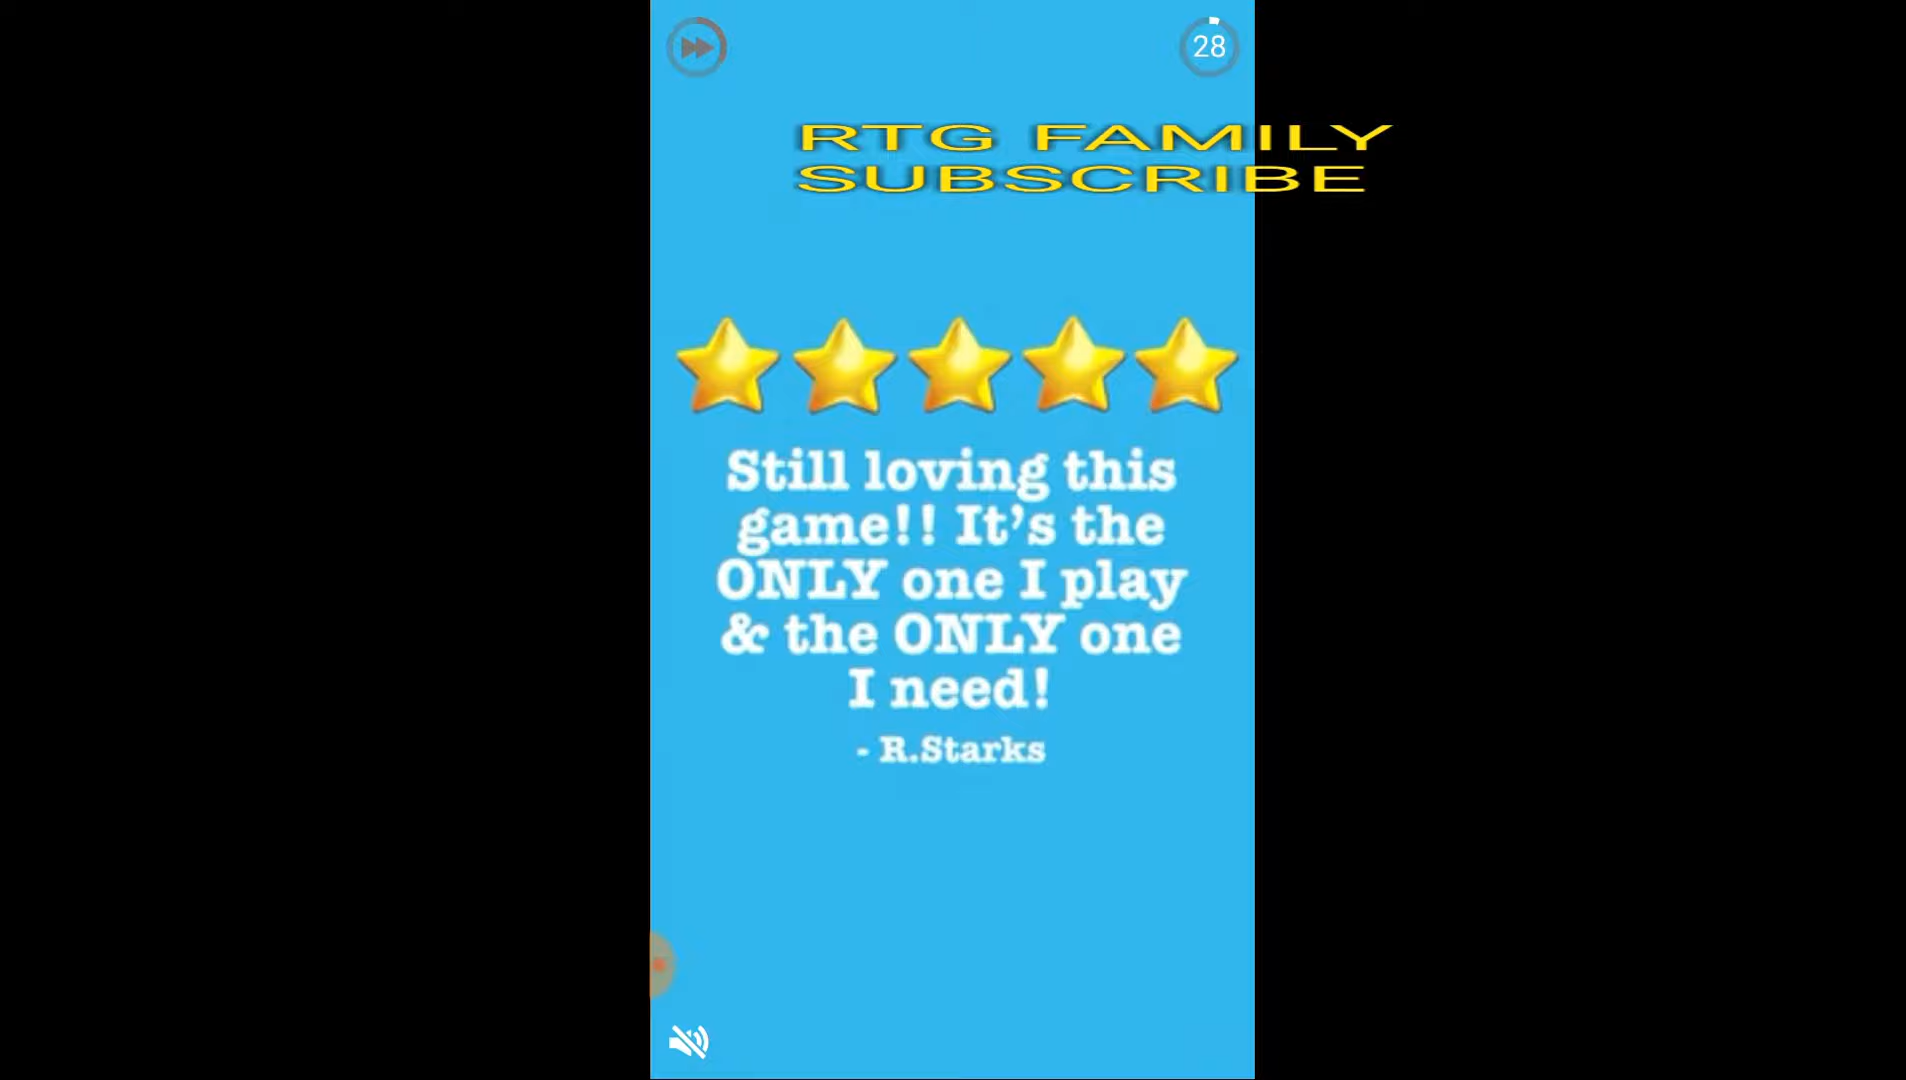 28
RTG FAMILY
SUBSCRIBE
Still loving this
game!! It’s the
ONLY one I play
& the ONLY one
I need!
- R.Starks